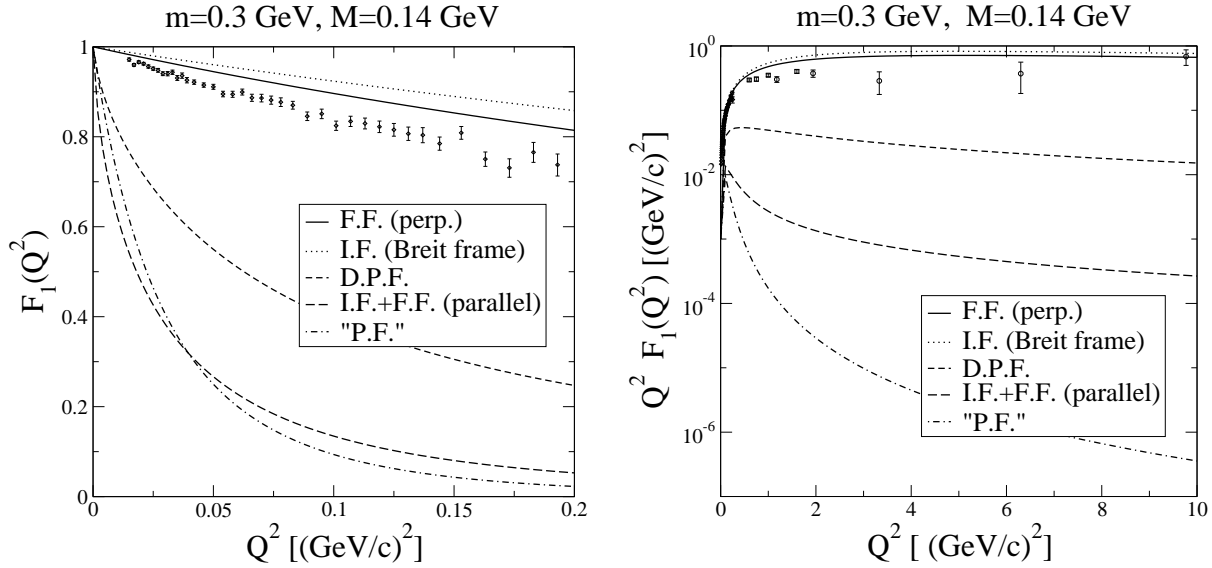 m=0.3 GeV, M=0.14 GeV
F₁(Q²)
1
0.8
0.6
0.4
0.2
0
F.F. (perp.)
I.F. (Breit frame)
D.P.F.
I.F.+F.F. (parallel)
"P.F."
0 0.05 0.1 0.15 0.2
Q² [(GeV/c)²]
m=0.3 GeV, M=0.14 GeV
Q² F₁(Q²) [(GeV/c)²]
10⁰
10⁻²
10⁻⁴
10⁻⁶
F.F. (perp.)
I.F. (Breit frame)
D.P.F.
I.F.+F.F. (parallel)
"P.F."
0 2 4 6 8 10
Q² [ (GeV/c)²]